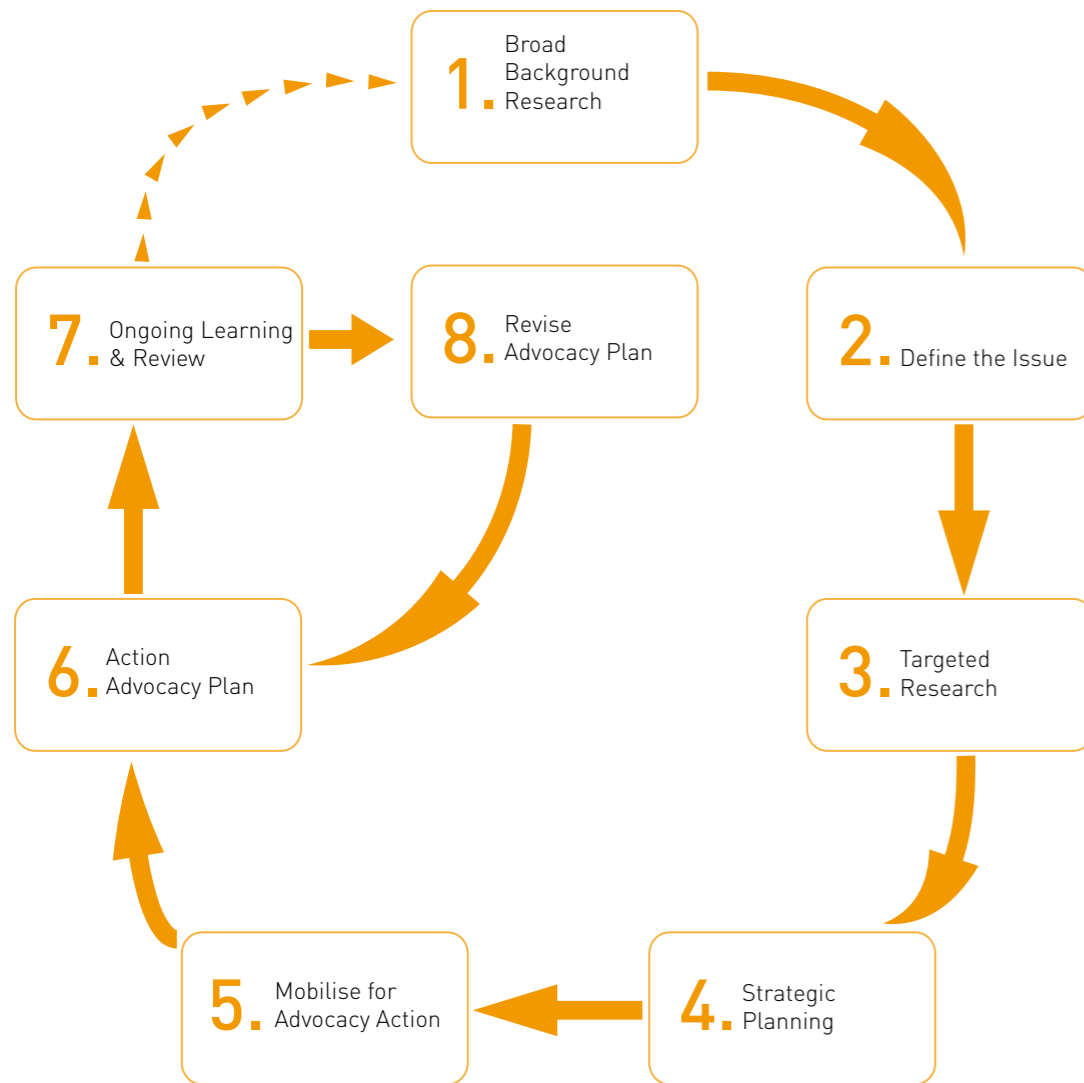 1. Broad
Background
Research
2. Define the Issue
3. Targeted
Research
4. Strategic
Planning
5. Mobilise for
Advocacy Action
6. Action
Advocacy Plan
7. Ongoing Learning
& Review
8. Revise
Advocacy Plan